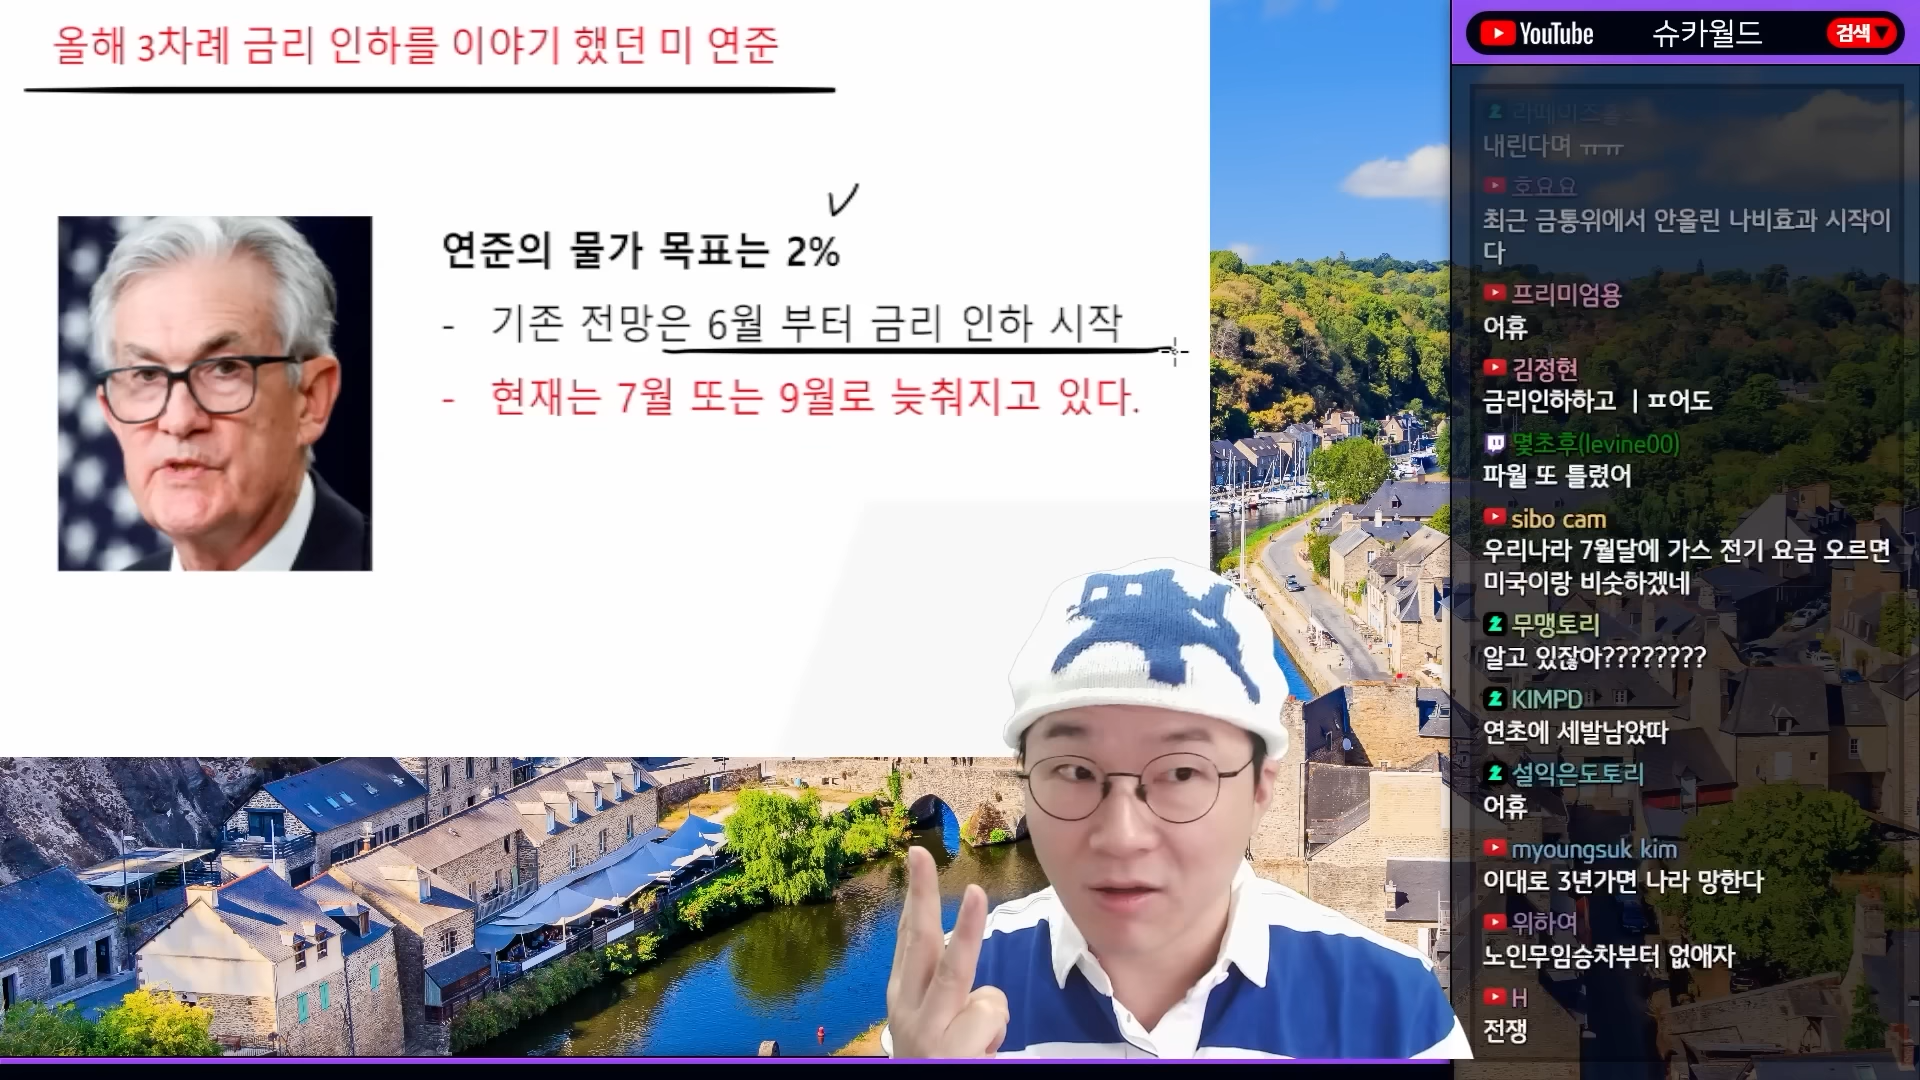 올해 3차례 금리 인하를 이야기 했던 미 연준
연준의 물가 목표는 2%
- 기존 전망은 6월 부터 금리 인하 시작
- 현재는 7월 또는 9월로 늦춰지고 있다.
YouTube 슈카월드 검색
내린다며 ㅠㅠ
호요요
최근 금통위에서 안올린 나비효과 시작이
다
프리미엄용
어휴
김정현
금리인하하고 ㅣㅍ어도
몇초후(levine00)
파월 또 틀렸어
sibo cam
우리나라 7월달에 가스 전기 요금 오르면
미국이랑 비슷하겠네
무맹토리
알고 있잖아????????
KIMPD
연초에 세발남았따
설익은도토리
어휴
myoungsuk kim
이대로 3년가면 나라 망한다
위하여
노인무임승차부터 없애자
H
전쟁